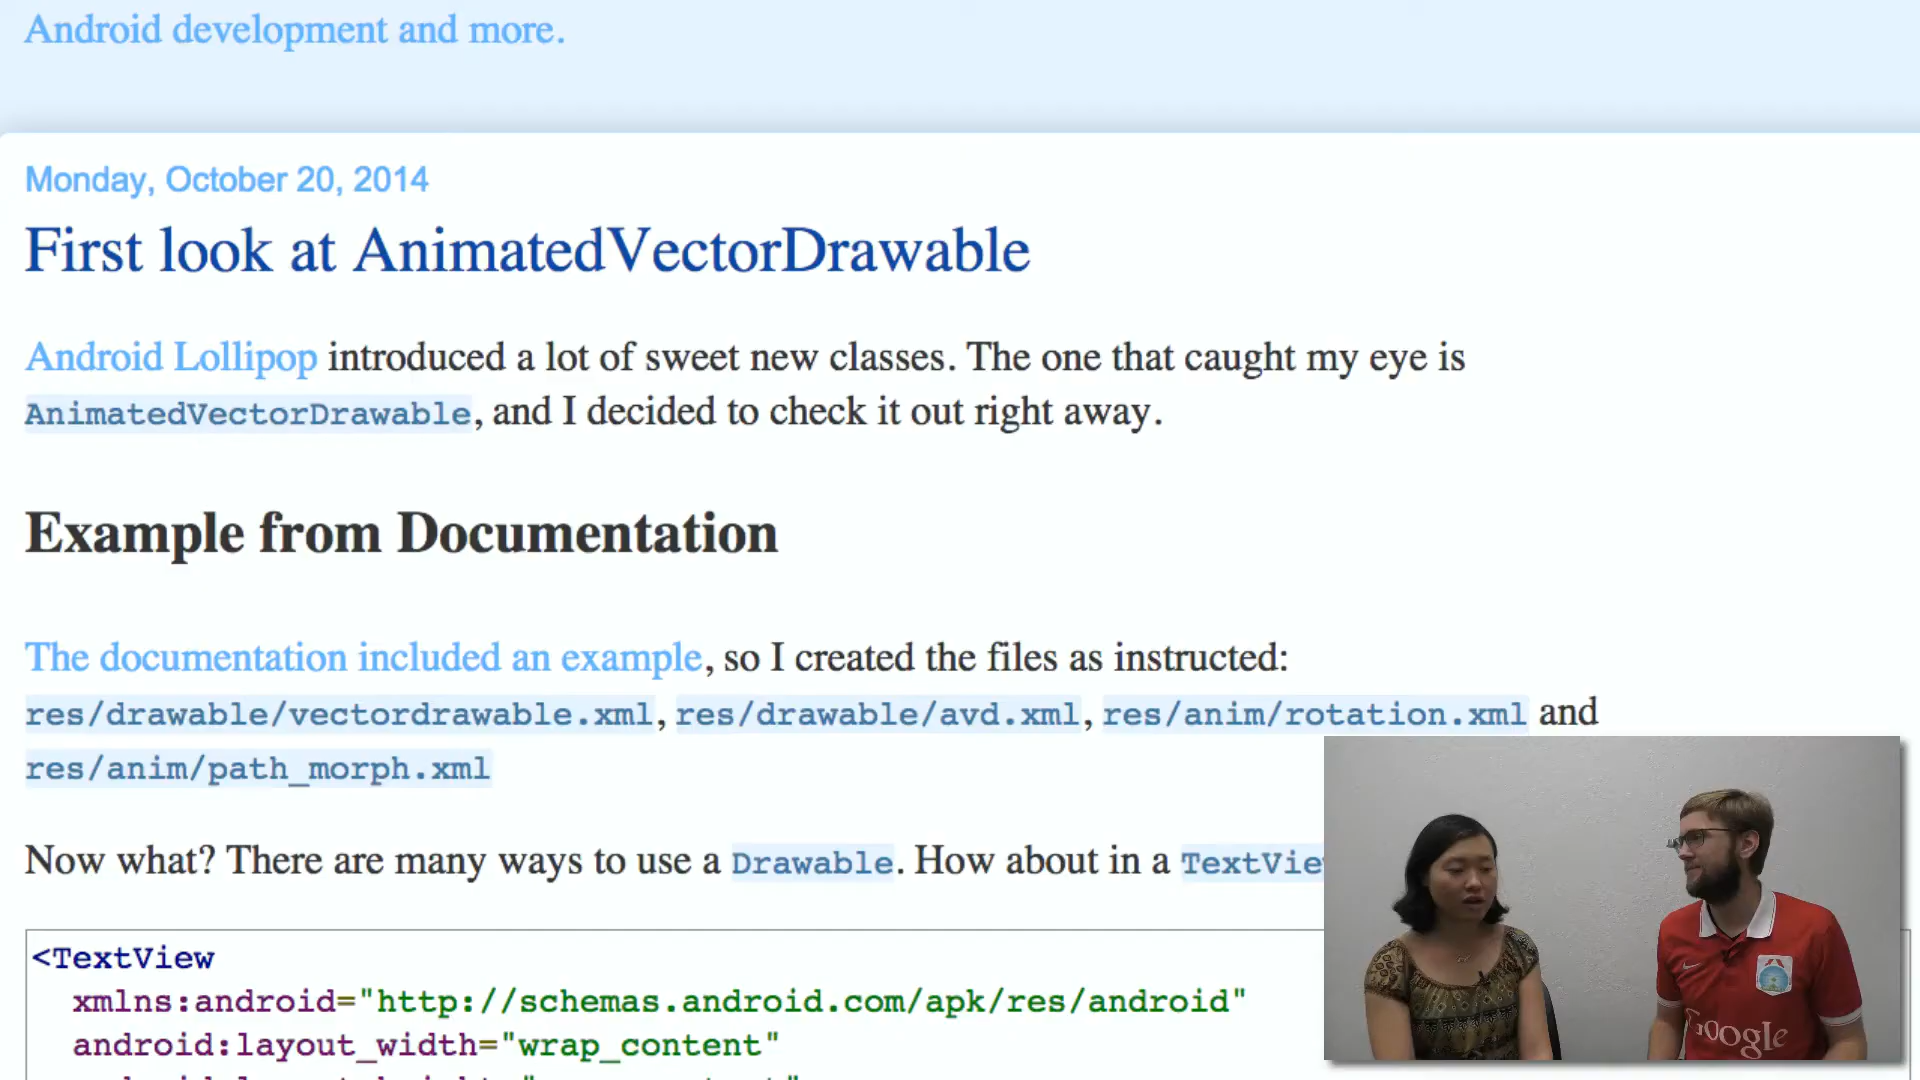 Android development and more.
Monday, October 20, 2014
First look at AnimatedVectorDrawable
Android Lollipop introduced a lot of sweet new classes. The one that caught my eye is
AnimatedVectorDrawable, and I decided to check it out right away.
Example from Documentation
The documentation included an example, so I created the files as instructed:
res/drawable/vectordrawable.xml, res/drawable/avd.xml, res/anim/rotation.xml and
res/anim/path_morph.xml
Now what? There are many ways to use a Drawable. How about in a TextVie
<TextView
xmlns:android="http://schemas.android.com/apk/res/android"
android:layout_width="wrap_content"
Google